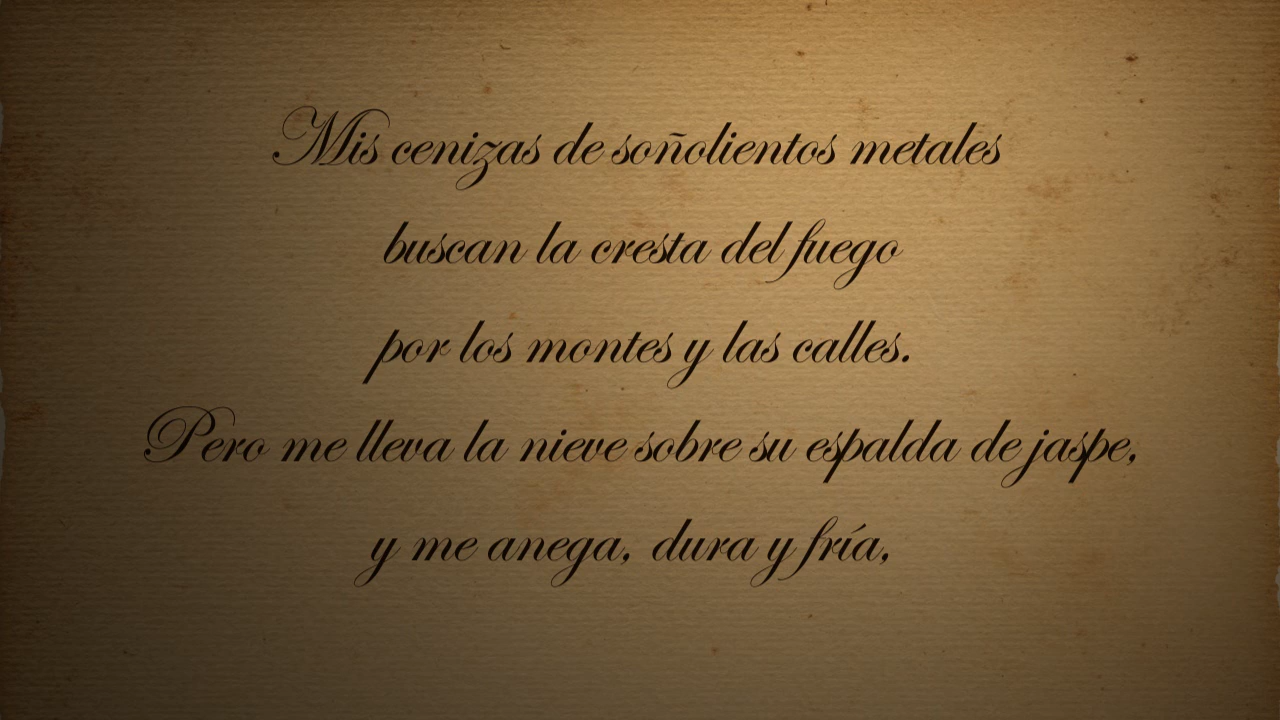 Mis cenizas de soñolientos metales
buscan la cresta del fuego
por los montes y las calles.
Pero me lleva la nieve sobre su espalda de jaspe,
y me anega, dura y fría,